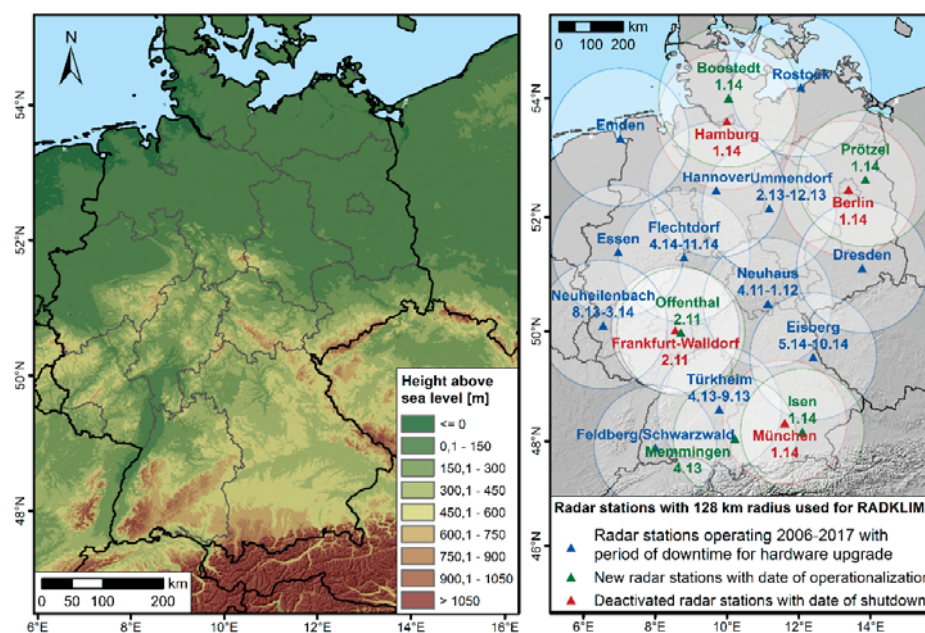 N
54°N
52°N
50°N
48°N
Height above
sea level [m]
<= 0
0,1 - 150
150,1 - 300
300,1 - 450
450,1 - 600
600,1 - 750
750,1 - 900
900,1 - 1050
> 1050
km
0 50 100 200
6°E 8°E 10°E 12°E 14°E 16°E
km
0 100 200
54°N
52°N
50°N
48°N
46°N
Boostedt
1.14
Rostock
Emden
Hamburg
1.14
Prötzel
1.14
Hannover
Ummendorf
2.13-12.13
Berlin
1.14
Essen
Flechtdorf
4.14-11.14
Dresden
Neuhaus
4.11-1.12
Neuheilenbach
8.13-3.14
Offenthal
2.11
Frankfurt-Walldorf
2.11
Eisberg
5.14-10.14
Türkheim
4.13-9.13
Isen
1.14
München
1.14
Feldberg/Schwarzwald
Memmingen
4.13
Radar stations with 128 km radius used for RADKLIM
Radar stations operating 2006-2017 with
period of downtime for hardware upgrade
New radar stations with date of operationalization
Deactivated radar stations with date of shutdown
6°E 8°E 10°E 12°E 14°E